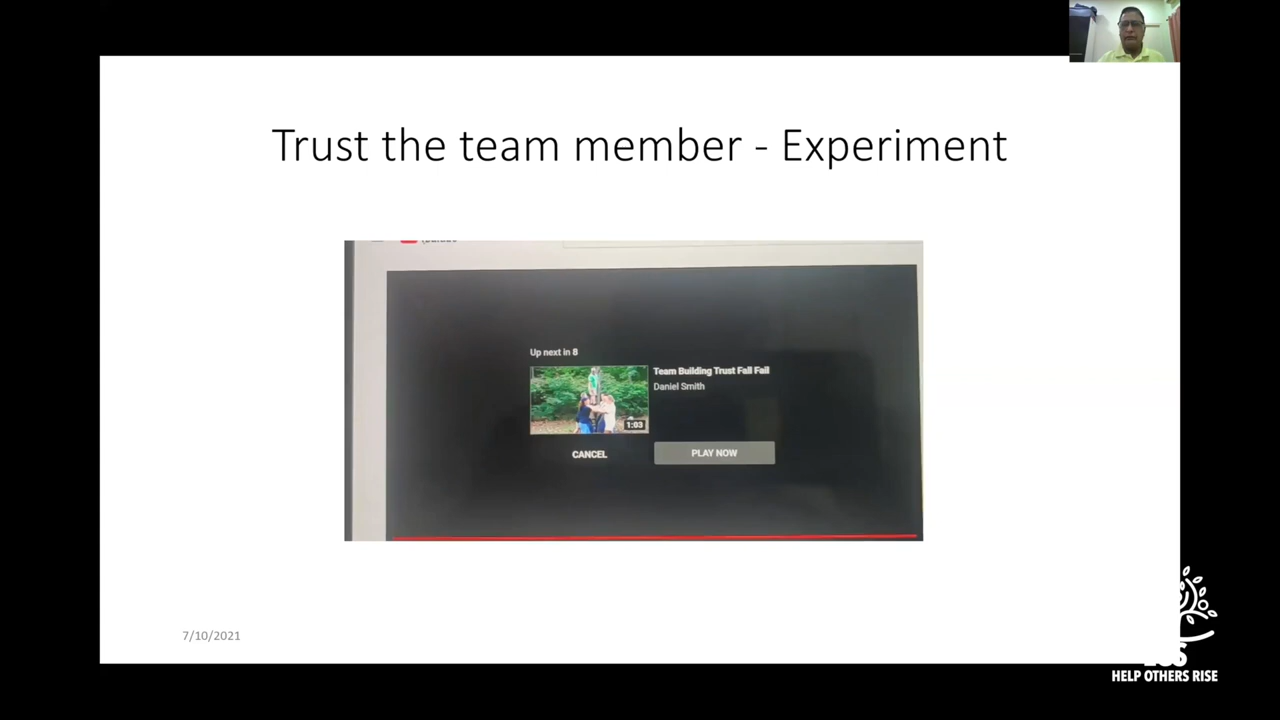 Trust the team member - Experiment
Up next in 8
Team Building Trust Fall Fail
Daniel Smith
1:03
CANCEL
PLAY NOW
7/10/2021
HELP OTHERS RISE